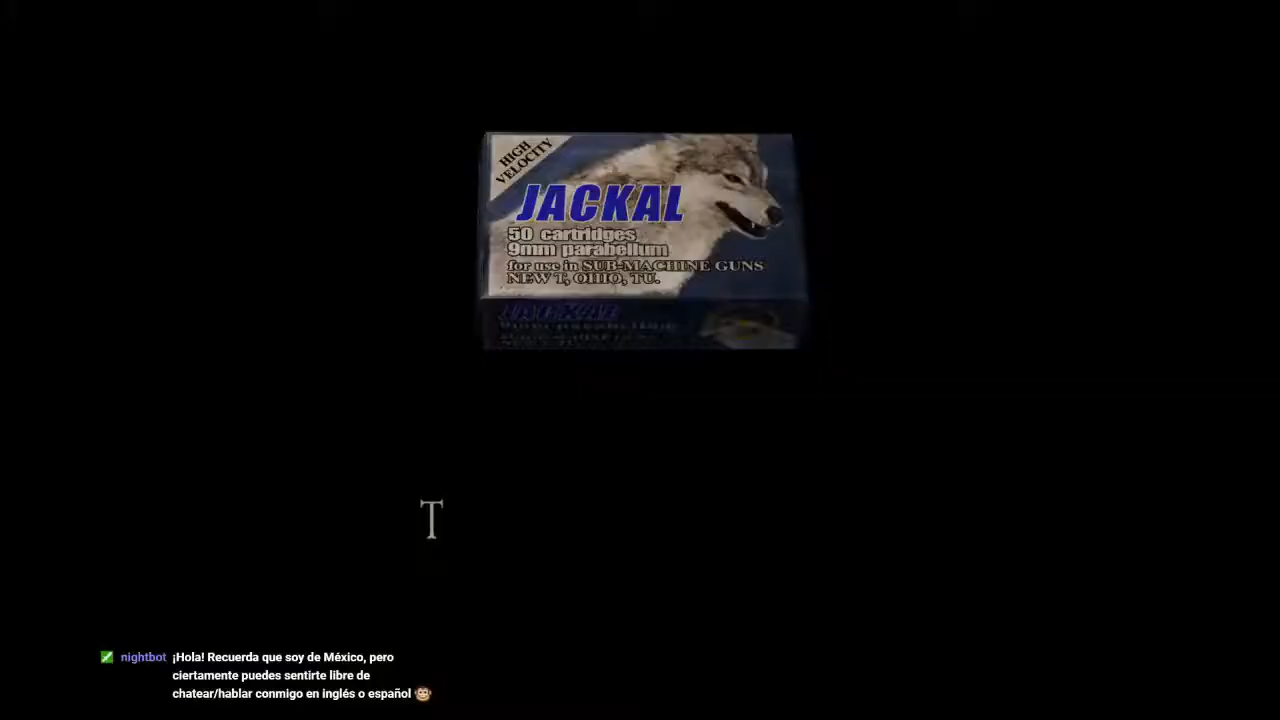 HIGH
VELOCITY
JACKAL
50 cartridges
9mm parabellum
for use in SUB-MACHINE GUNS
NEW T, OHIO, TU.
JACKAL
T
nightbot ¡Hola! Recuerda que soy de México, pero
ciertamente puedes sentirte libre de
chatear/hablar conmigo en inglés o español